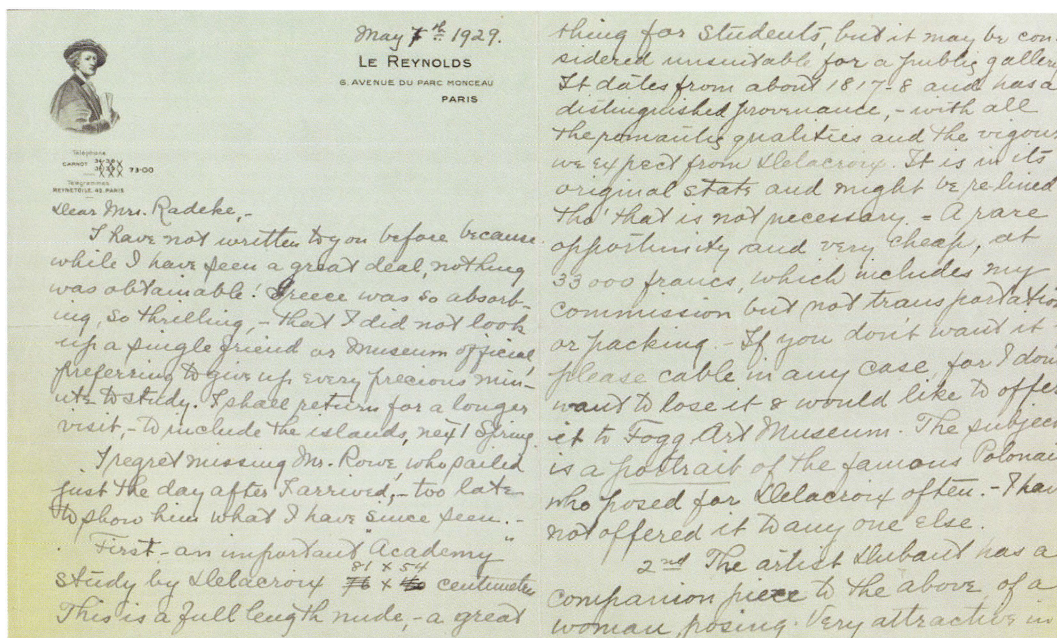 May 7th 1929.
LE REYNOLDS
6. AVENUE DU PARC MONCEAU
PARIS
Téléphone
CARNOT
73-00
Télégrammes
REYNETOILE. 43. PARIS
Dear Mrs. Radeke,-
I have not written to you before because
while I have seen a great deal, nothing
was obtainable! Greece was so absorb-
ing, so thrilling, - that I did not look
up a single friend or Museum official
preferring to give up every precious min-
ute to study. I shall return for a longer
visit, - to include the islands, next Spring.
I regret missing Mr. Rowe, who sailed
just the day after I arrived, - too late
to show him what I have since seen. -
First - an important "Academy"
81 x 54
study by Delacroix 76 x centimetres
This is a full length nude, - a great
thing for students, but it may be con-
sidered unsuitable for a public gallery
It dates from about 1817-8 and has a
distinguished provenance, - with all
the romantic qualities and the vigour
we expect from Delacroix. It is in its
original state and might be re-lined
tho' that is not necessary. - A rare
opportunity and very cheap, at
33000 francs, which includes my
commission but not transportation
or packing. - If you don't want it
please cable in any case, for I don't
want to lose it & would like to offer
it to Fogg Art Museum. The subject
is a portrait of the famous Polonais
who posed for Delacroix often. - I have
not offered it to any one else.
2nd The artist Dubaut has a
companion piece to the above, of a
woman posing. Very attractive in